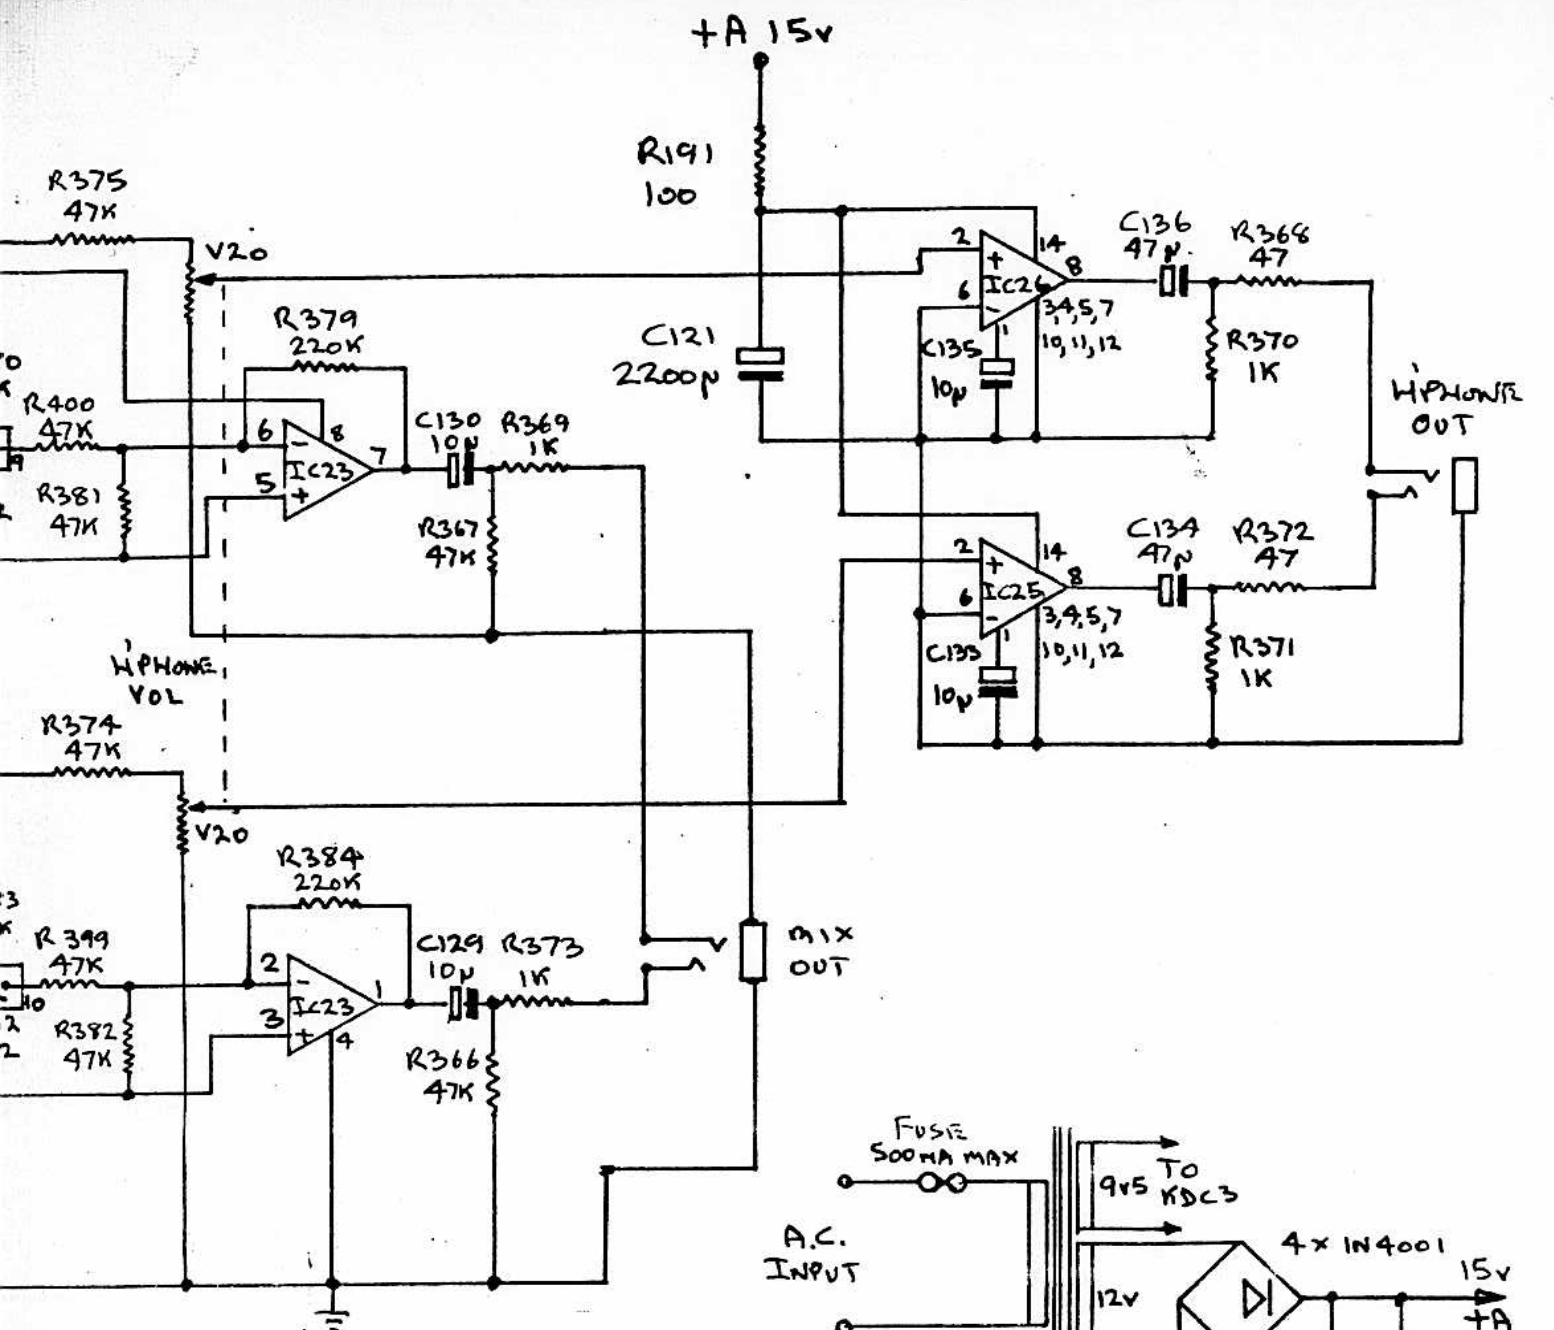 +A 15v
R191
100
R375
47K
V20
C136
47µ
R368
47
2
+
14
IC26
8
6
-
1
3,4,5,7
10,11,12
C135
10µ
R370
1K
C121
2200µ
H'PHONE
OUT
R379
220K
R400
47K
9
R381
47K
6
-
8
IC23
7
5
+
C130
10µ
R369
1K
R367
47K
2
+
14
IC25
8
6
-
1
3,4,5,7
10,11,12
C133
10µ
C134
47µ
R372
47
R371
1K
H'PHONE
VOL
R374
47K
V20
R384
220K
R399
47K
10
R382
47K
2
-
1
IC23
3
+
4
C129
10µ
R373
1K
R366
47K
MIX
OUT
FUSE
500MA MAX
A.C.
INPUT
9v5
TO
KDC3
12v
4 x IN4001
15v
+A